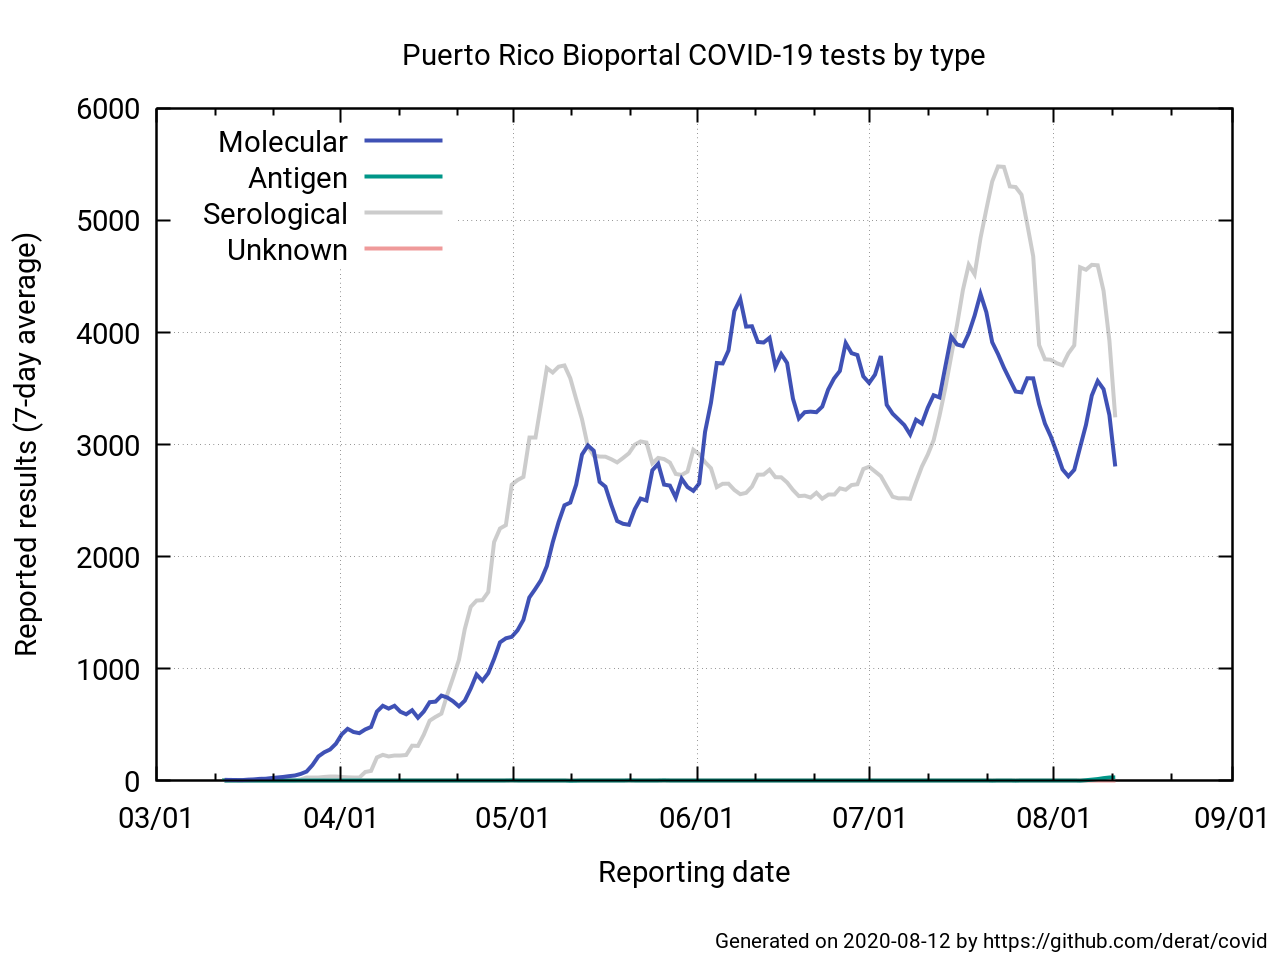 Puerto Rico Bioportal COVID-19 tests by type
6000
5000
4000
3000
2000
1000
0
Molecular
Antigen
Serological
Unknown
Reported results (7-day average)
03/01 04/01 05/01 06/01 07/01 08/01 09/01
Reporting date
Generated on 2020-08-12 by https://github.com/derat/covid